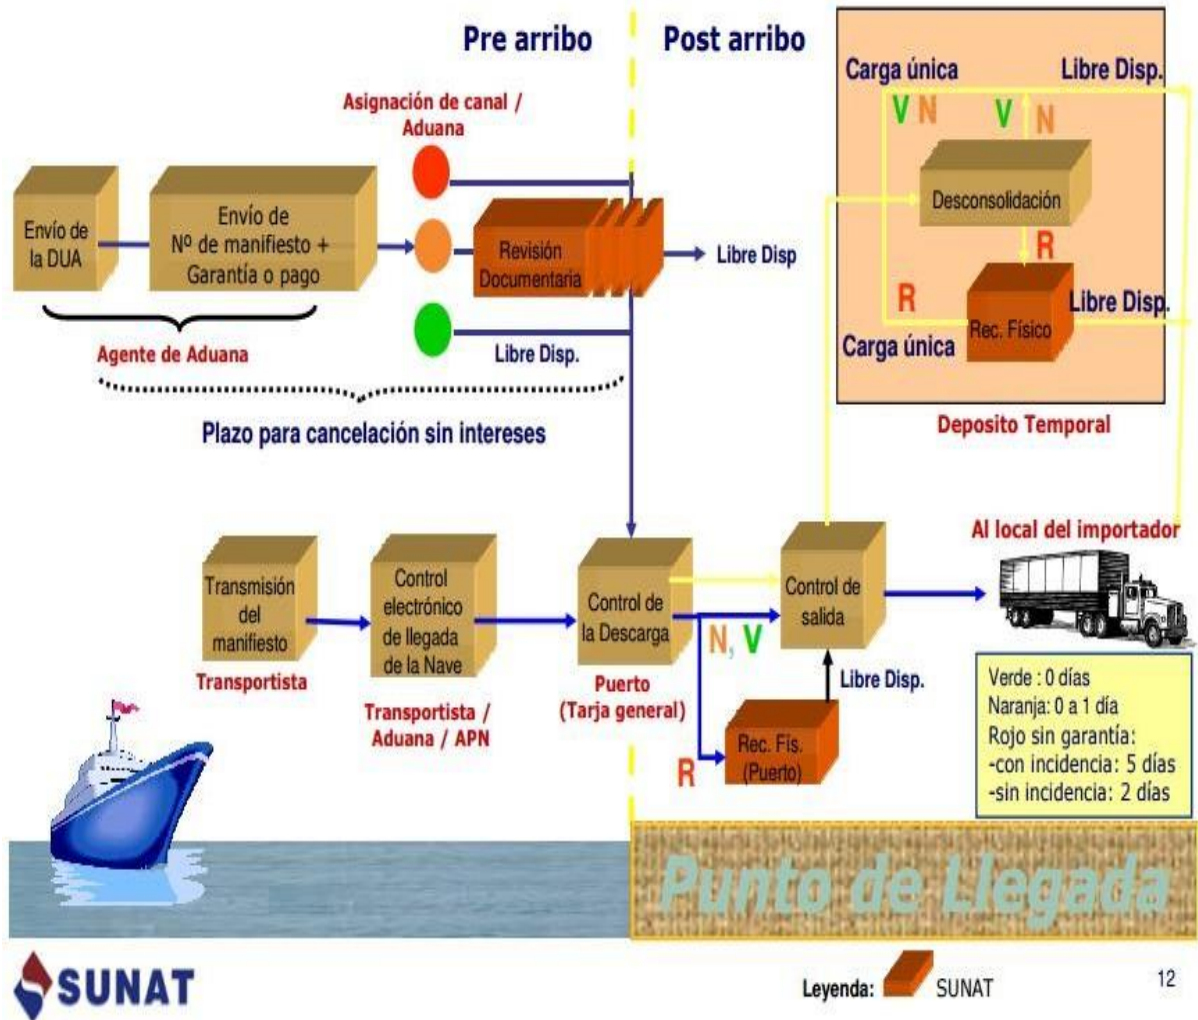 Pre arribo
Post arribo
Asignación de canal /
Aduana
Envío de
la DUA
Envío de
Nº de manifiesto +
Garantía o pago
Revisión
Documentaria
Libre Disp
Libre Disp.
Agente de Aduana
Plazo para cancelación sin intereses
Carga única
Libre Disp.
V N
V
N
Desconsolidación
R
R
Rec. Físico
Libre Disp.
Carga única
Deposito Temporal
Transmisión
del
manifiesto
Transportista
Control
electrónico
de llegada
de la Nave
Transportista /
Aduana / APN
Control de
la Descarga
Puerto
(Tarja general)
N, V
R
Rec. Fís.
(Puerto)
Libre Disp.
Control de
salida
Al local del importador
Verde : 0 días
Naranja: 0 a 1 día
Rojo sin garantía:
-con incidencia: 5 días
-sin incidencia: 2 días
Punto de Llegada
SUNAT
Leyenda:
SUNAT
12